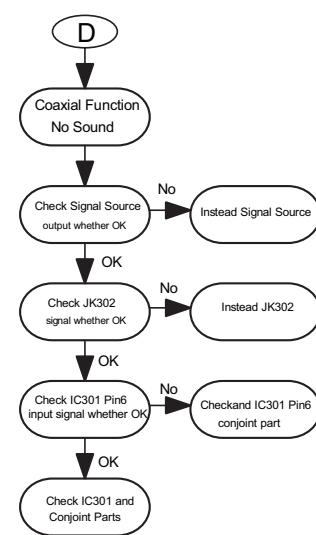 D
Coaxial Function
No Sound
Check Signal Source
output whether OK
No
Instead Signal Source
OK
Check JK302
signal whether OK
No
Instead JK302
OK
Check IC301 Pin6
input signal whether OK
No
Checkand IC301 Pin6
conjoint part
OK
Check IC301 and
Conjoint Parts